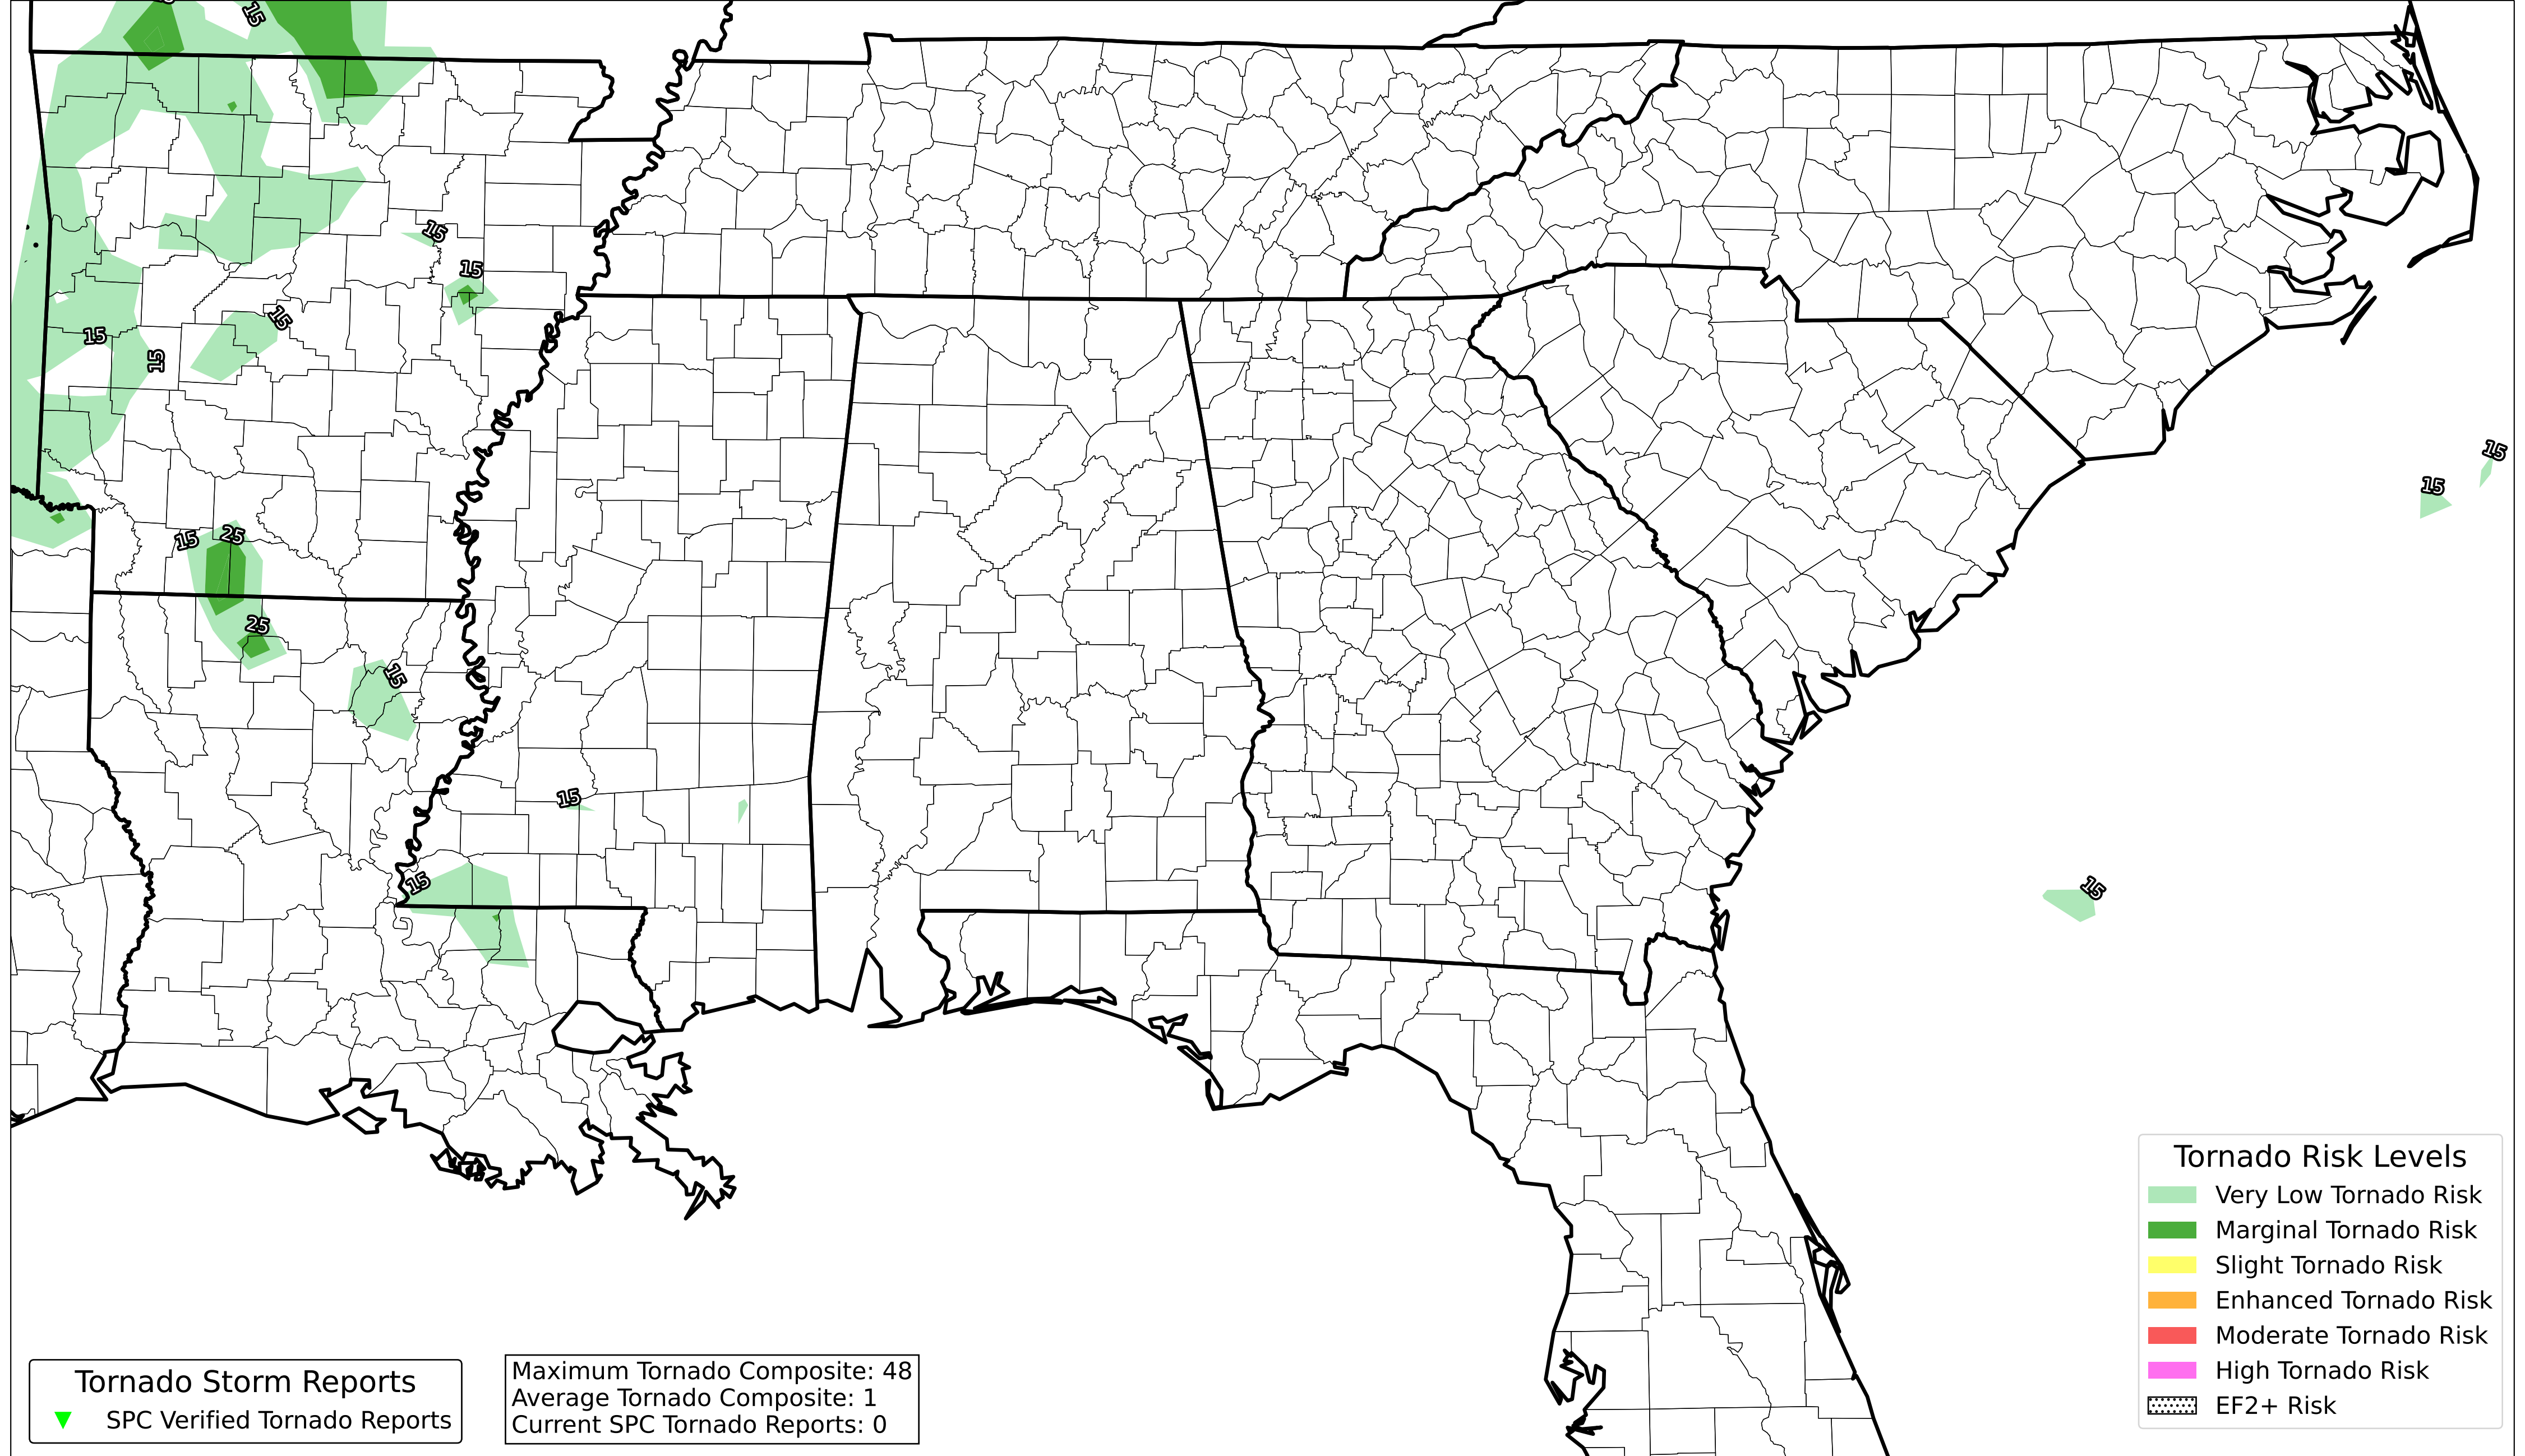 15
15
15
15
15
15
25
15
25
15
15
15
15
15
15
Tornado Risk Levels
Very Low Tornado Risk
Marginal Tornado Risk
Slight Tornado Risk
Enhanced Tornado Risk
Moderate Tornado Risk
High Tornado Risk
EF2+ Risk
Tornado Storm Reports
SPC Verified Tornado Reports
Maximum Tornado Composite: 48
Average Tornado Composite: 1
Current SPC Tornado Reports: 0